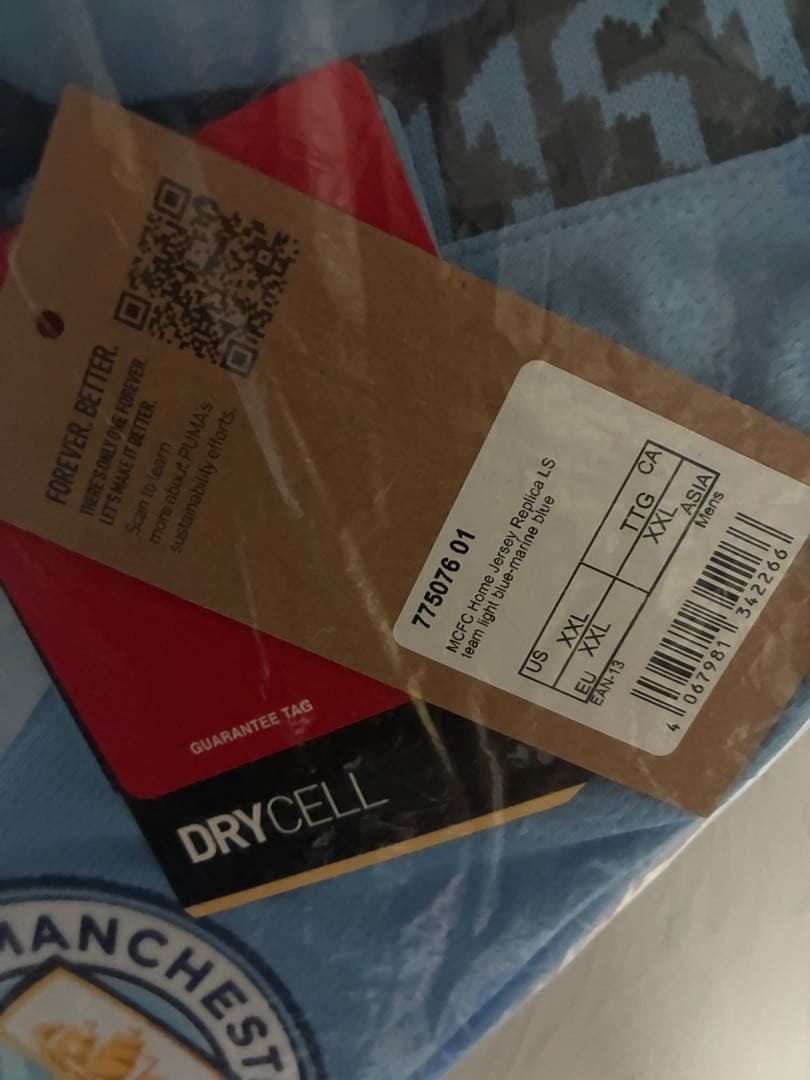 FOREVER. BETTER.
THERE'S ONLY ONE FOREVER.
LET'S MAKE IT BETTER.
Scan to learn
more about PUMA's
sustainability efforts.
775076 01
MCFC Home Jersey Replica LS
team light blue-marine blue
US XXL TTG CA
EU XXL XXL ASIA
Mens
EAN-13
4 067981 342266
GUARANTEE TAG
DRYCELL
MANCHEST